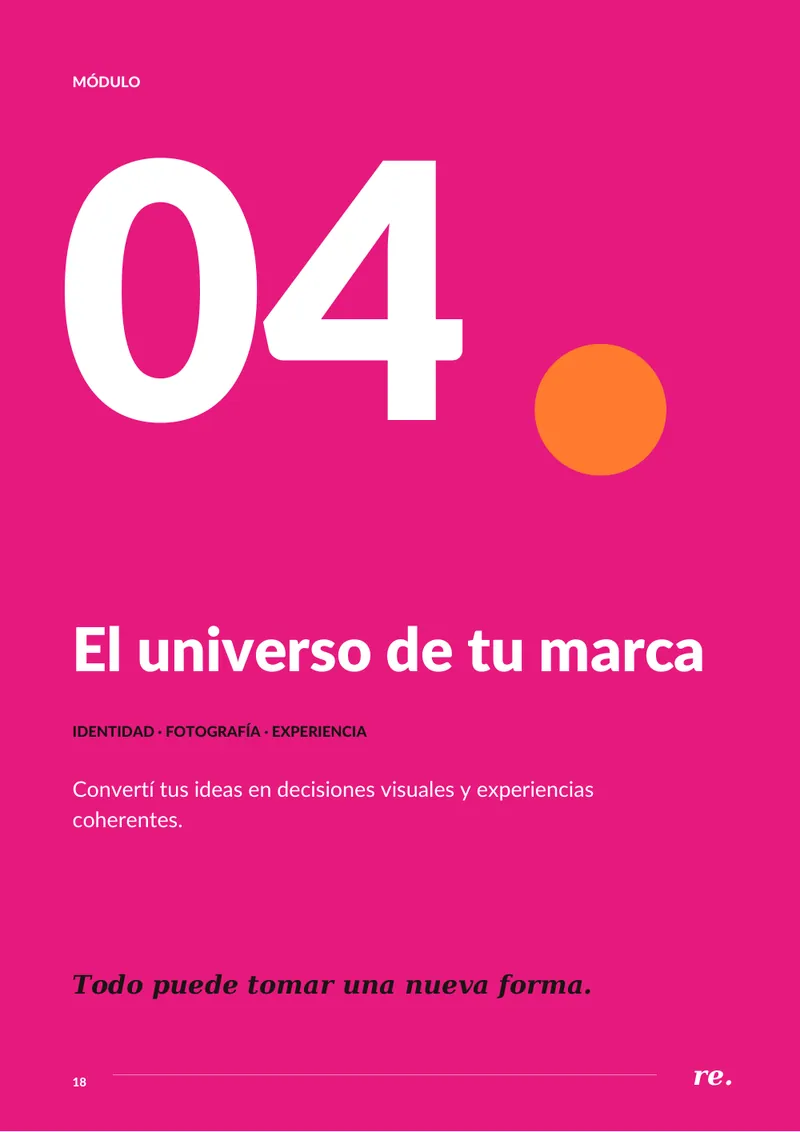 MÓDULO
04
El universo de tu marca
IDENTIDAD · FOTOGRAFÍA · EXPERIENCIA
Convertí tus ideas en decisiones visuales y experiencias
coherentes.
Todo puede tomar una nueva forma.
18
re.